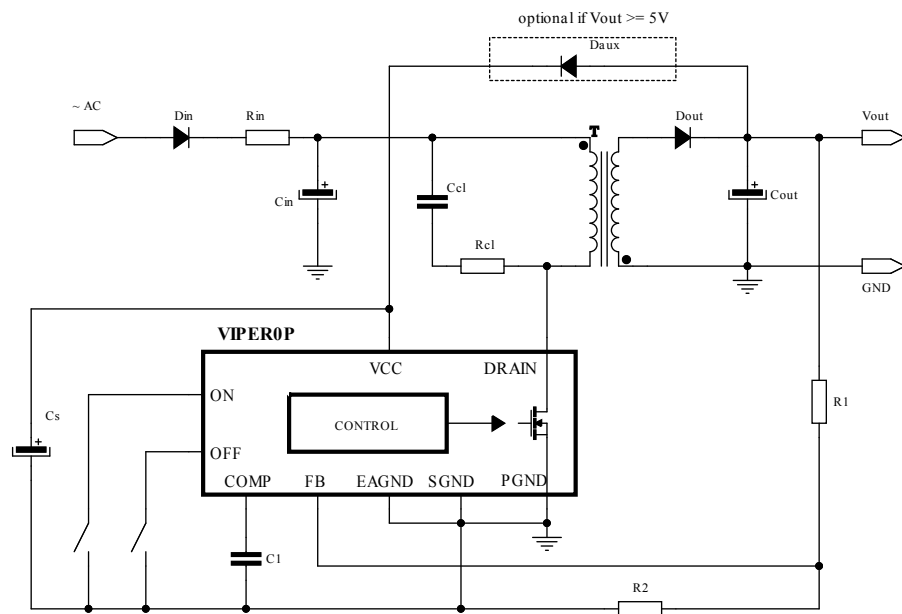 optional if Vout >= 5V
Daux
~ AC
Din
Rin
T
Dout
Vout
Cin
Ccl
Cout
Rcl
GND
VIPER0P
VCC
DRAIN
ON
R1
Cs
CONTROL
OFF
COMP
FB
EAGND
SGND
PGND
C1
R2